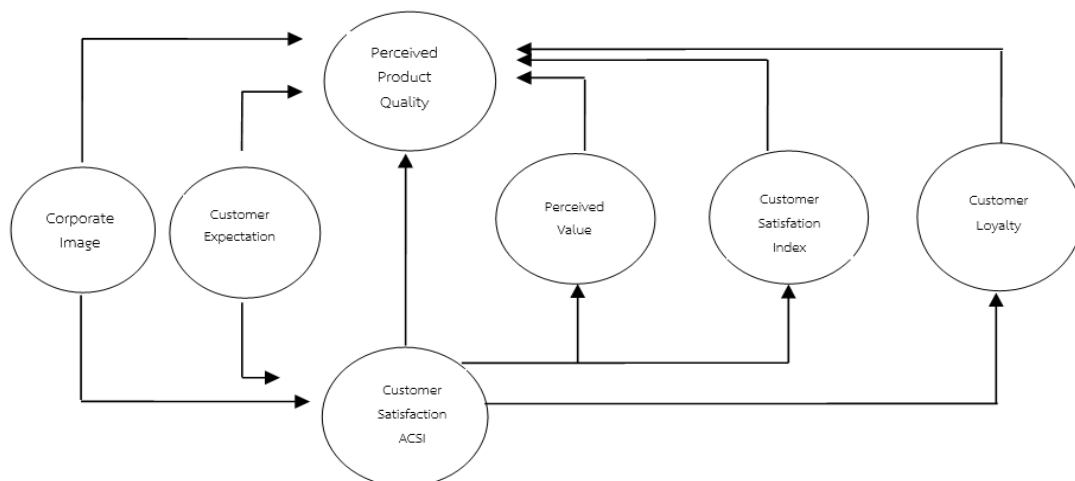 Perceived
Product
Quality
Corporate
Image
Customer
Expectation
Perceived
Value
Customer
Satisfation
Index
Customer
Loyalty
Customer
Satisfaction
ACSI